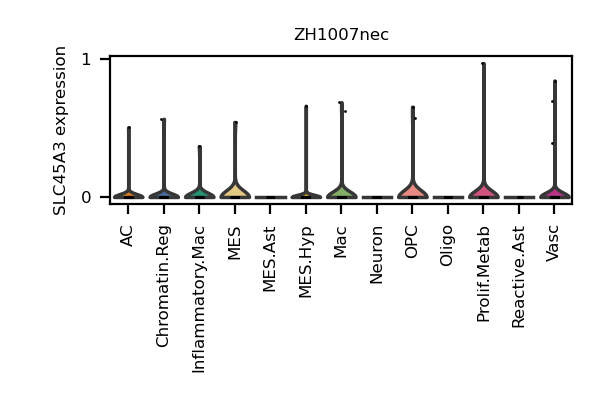 ZH1007nec
SLC45A3 expression
1
0
AC
Chromatin.Reg
Inflammatory.Mac
MES
MES.Ast
MES.Hyp
Mac
Neuron
OPC
Oligo
Prolif.Metab
Reactive.Ast
Vasc